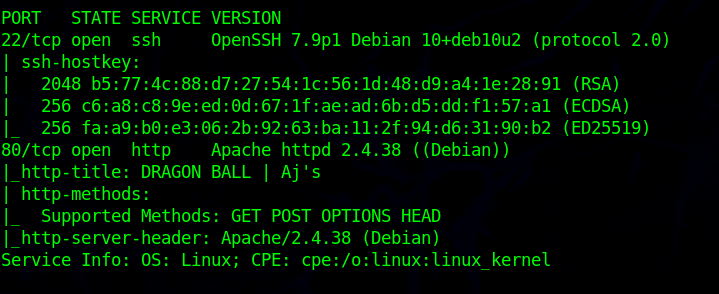 PORT   STATE SERVICE VERSION
22/tcp open  ssh     OpenSSH 7.9p1 Debian 10+deb10u2 (protocol 2.0)
| ssh-hostkey:
|   2048 b5:77:4c:88:d7:27:54:1c:56:1d:48:d9:a4:1e:28:91 (RSA)
|   256 c6:a8:c8:9e:ed:0d:67:1f:ae:ad:6b:d5:dd:f1:57:a1 (ECDSA)
|_  256 fa:a9:b0:e3:06:2b:92:63:ba:11:2f:94:d6:31:90:b2 (ED25519)
80/tcp open  http    Apache httpd 2.4.38 ((Debian))
|_http-title: DRAGON BALL | Aj's
| http-methods:
|_  Supported Methods: GET POST OPTIONS HEAD
|_http-server-header: Apache/2.4.38 (Debian)
Service Info: OS: Linux; CPE: cpe:/o:linux:linux_kernel